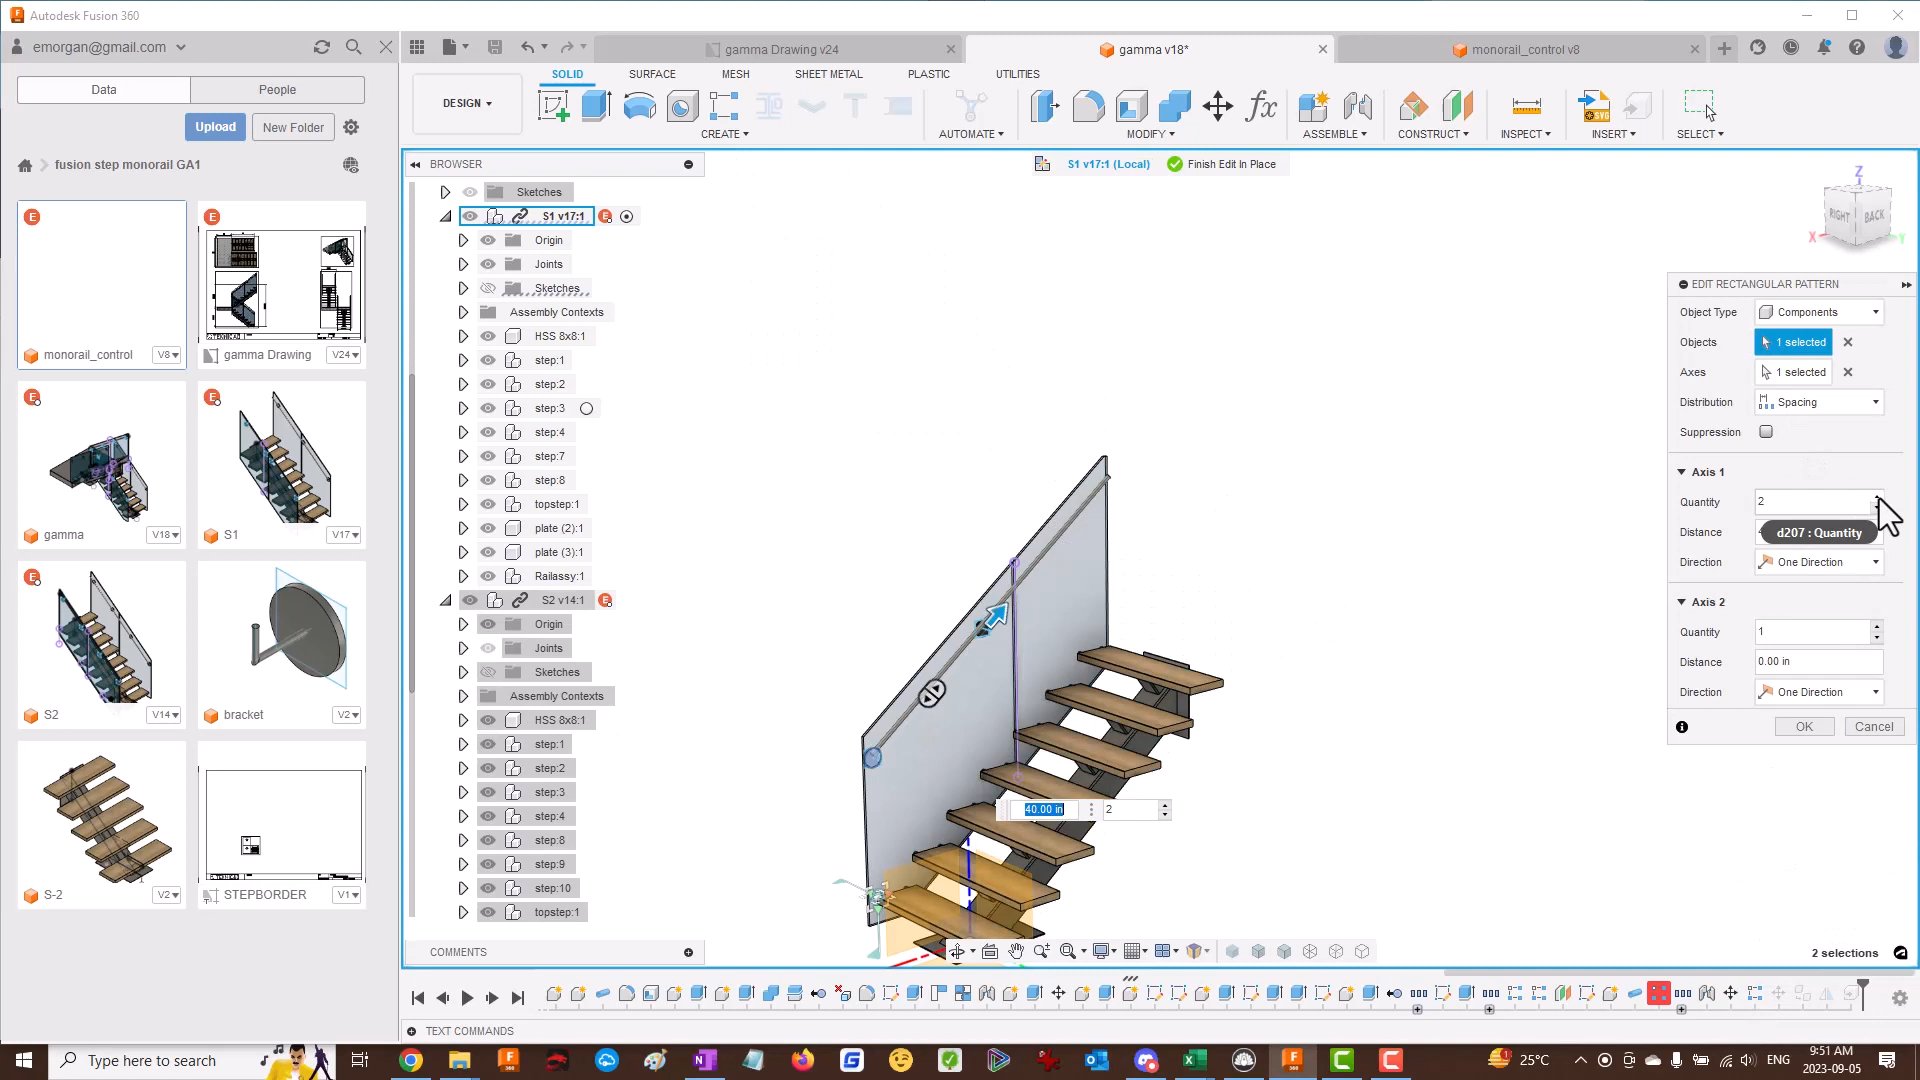 Autodesk Fusion 360
emorgan@gmail.com
gamma Drawing v24
gamma v18*
monorail_control v8
Data
People
Upload
New Folder
fusion step monorail GA1
monorail_control
V8
gamma Drawing
V24
gamma
V18
S1
V17
S2
V14
bracket
V2
S-2
V2
STEPBORDER
V1
DESIGN
SOLID
SURFACE
MESH
SHEET METAL
PLASTIC
UTILITIES
CREATE
AUTOMATE
MODIFY
ASSEMBLE
CONSTRUCT
INSPECT
INSERT
SELECT
BROWSER
S1 v17:1 (Local)
Finish Edit In Place
Sketches
S1 v17:1
Origin
Joints
Sketches
Assembly Contexts
HSS 8x8:1
step:1
step:2
step:3
step:4
step:7
step:8
topstep:1
plate (2):1
plate (3):1
Railassy:1
S2 v14:1
Origin
Joints
Sketches
Assembly Contexts
HSS 8x8:1
step:1
step:2
step:3
step:4
step:8
step:9
step:10
topstep:1
COMMENTS
40.00 in
2
Z
RIGHT
BACK
X
Y
EDIT RECTANGULAR PATTERN
Object Type
Components
Objects
1 selected
Axes
1 selected
Distribution
Spacing
Suppression
Axis 1
Quantity
2
Distance
d207 : Quantity
Direction
One Direction
Axis 2
Quantity
1
Distance
0.00 in
Direction
One Direction
OK
Cancel
2 selections
TEXT COMMANDS
Type here to search
25°C
ENG
9:51 AM
2023-09-05